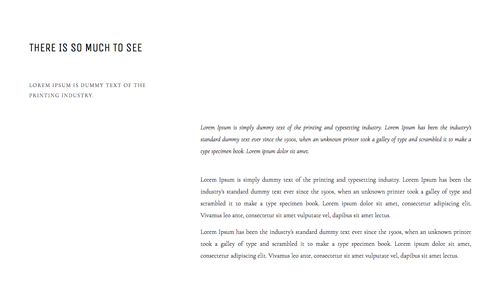 THERE IS SO MUCH TO SEE
LOREM IPSUM IS DUMMY TEXT OF THE
PRINTING INDUSTRY.
Lorem Ipsum is simply dummy text of the printing and typesetting industry. Lorem Ipsum has been the industry's
standard dummy text ever since the 1500s, when an unknown printer took a galley of type and scrambled it to make a
type specimen book. Lorem ipsum dolor sit amet.
Lorem Ipsum is simply dummy text of the printing and typesetting industry. Lorem Ipsum has been the
industry's standard dummy text ever since the 1500s, when an unknown printer took a galley of type and
scrambled it to make a type specimen book. Lorem ipsum dolor sit amet, consectetur adipiscing elit.
Vivamus leo ante, consectetur sit amet vulputate vel, dapibus sit amet lectus.
Lorem Ipsum has been the industry's standard dummy text ever since the 1500s, when an unknown printer
took a galley of type and scrambled it to make a type specimen book. Lorem ipsum dolor sit amet,
consectetur adipiscing elit. Vivamus leo ante, consectetur sit amet vulputate vel, dapibus sit amet lectus.